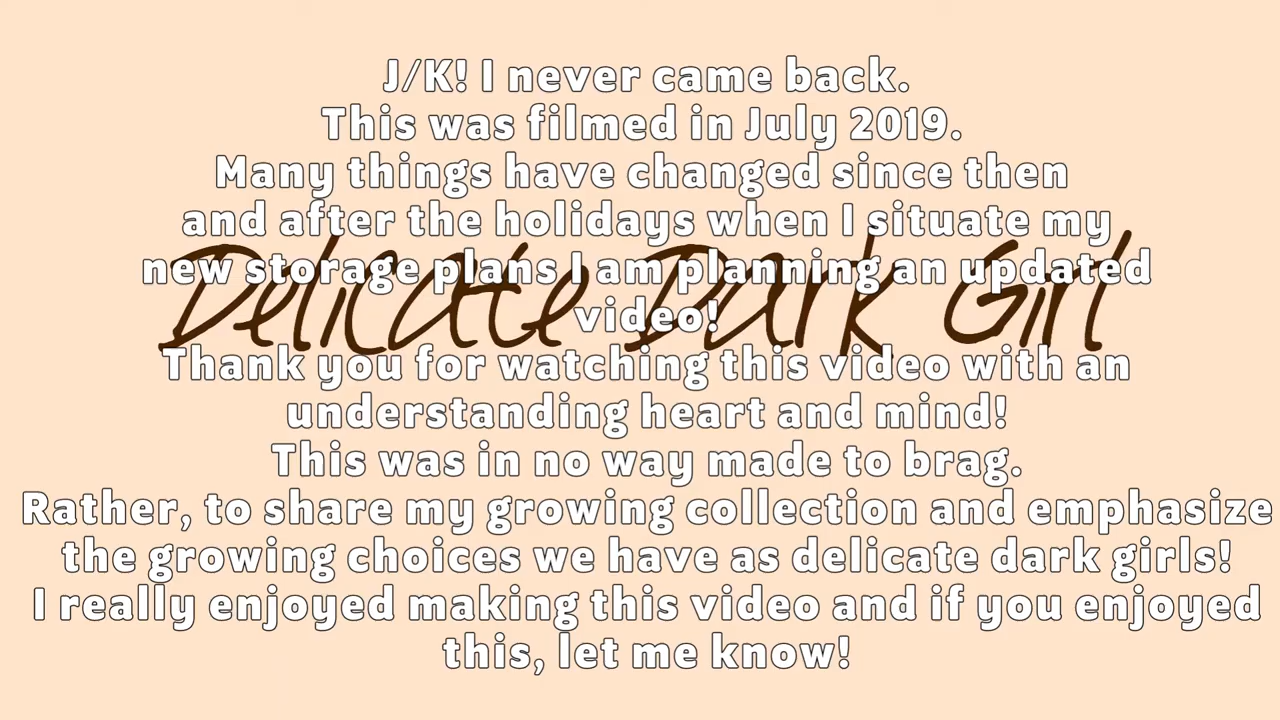 J/K! I never came back.
This was filmed in July 2019.
Many things have changed since then
and after the holidays when I situate my
new storage plans I am planning an updated
video!
Delicate Dark Girl
Thank you for watching this video with an
understanding heart and mind!
This was in no way made to brag.
Rather, to share my growing collection and emphasize
the growing choices we have as delicate dark girls!
I really enjoyed making this video and if you enjoyed
this, let me know!